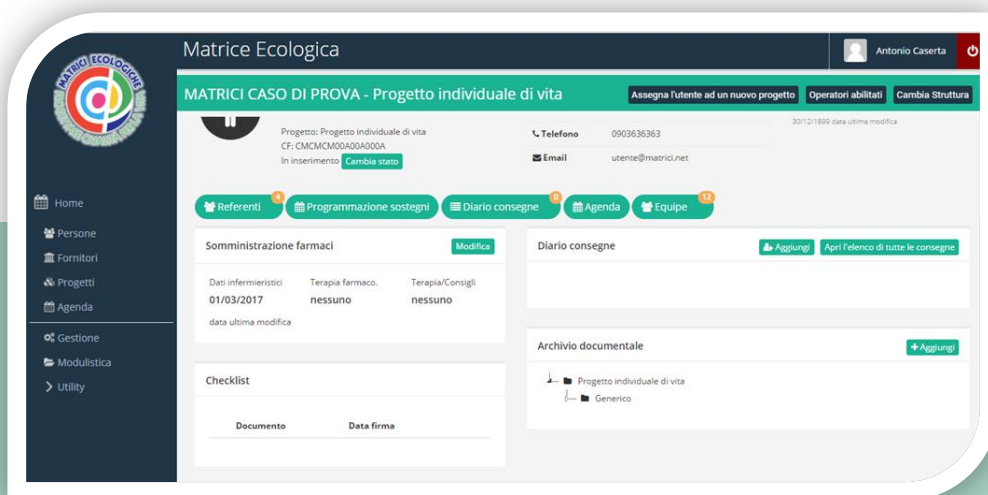 MATRICI ECOLOGICHE
Matrice Ecologica
Antonio Caserta
MATRICI CASO DI PROVA - Progetto individuale di vita
Assegna l'utente ad un nuovo progetto
Operatori abilitati
Cambia Struttura
Progetto: Progetto individuale di vita
CF: CMCMCM00A00A000A
In inserimento Cambia stato
Telefono 0903636363
Email utente@matrici.net
30/12/1899 data ultima modifica
Home
Persone
Fornitori
Progetti
Agenda
Gestione
Modulistica
Utility
Referenti 4
Programmazione sostegni
Diario consegne 0
Agenda
Equipe 12
Somministrazione farmaci
Modifica
Dati infermieristici Terapia farmaco. Terapia/Consigli
01/03/2017 nessuno nessuno
data ultima modifica
Checklist
Documento Data firma
Diario consegne
Aggiungi
Apri l'elenco di tutte le consegne
Archivio documentale
Aggiungi
Progetto individuale di vita
Generico